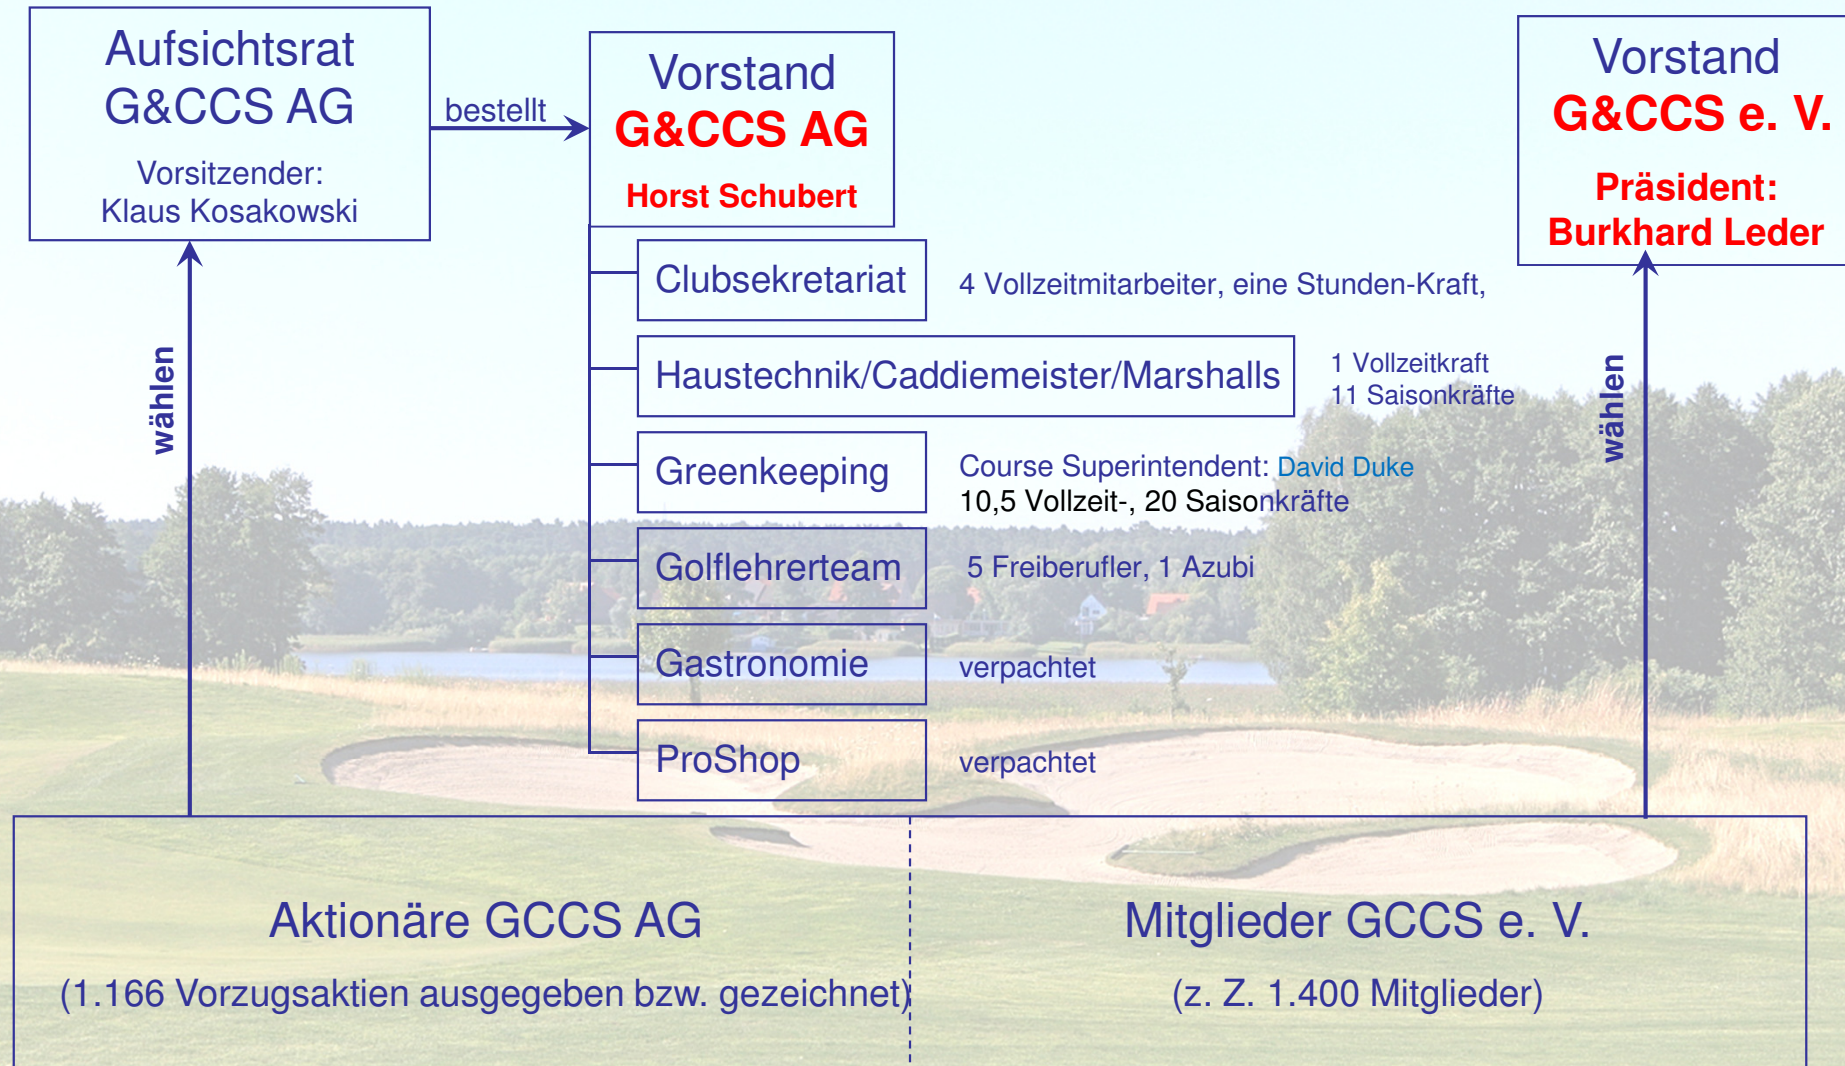 Aufsichtsrat
G&CCS AG
Vorsitzender:
Klaus Kosakowski
bestellt
Vorstand
G&CCS AG
Horst Schubert
Vorstand
G&CCS e. V.
Präsident:
Burkhard Leder
Clubsekretariat
4 Vollzeitmitarbeiter, eine Stunden-Kraft,
Haustechnik/Caddiemeister/Marshalls
1 Vollzeitkraft
11 Saisonkräfte
Greenkeeping
Course Superintendent: David Duke
10,5 Vollzeit-, 20 Saisonkräfte
Golflehrerteam
5 Freiberufler, 1 Azubi
Gastronomie
verpachtet
ProShop
verpachtet
wählen
wählen
Aktionäre GCCS AG
(1.166 Vorzugsaktien ausgegeben bzw. gezeichnet)
Mitglieder GCCS e. V.
(z. Z. 1.400 Mitglieder)